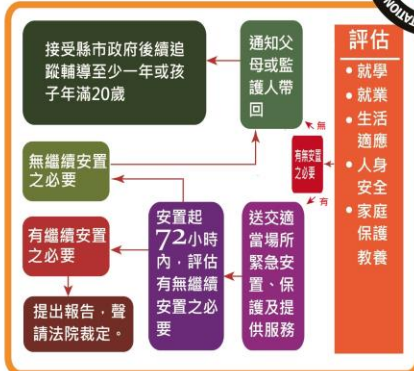 接受縣市政府後續追
蹤輔導至少一年或孩
子年滿20歲
通知父
母或監
護人帶
回
無
有無安置
之必要
有
評估
• 就學
• 就業
• 生活
適應
• 人身
安全
• 家庭
保護
教養
無繼續安置
之必要
有繼續安置
之必要
提出報告，聲
請法院裁定。
安置起
72小時
內，評估
有無繼續
安置之必
要
送交適
當場所
緊急安
置、保
護及提
供服務